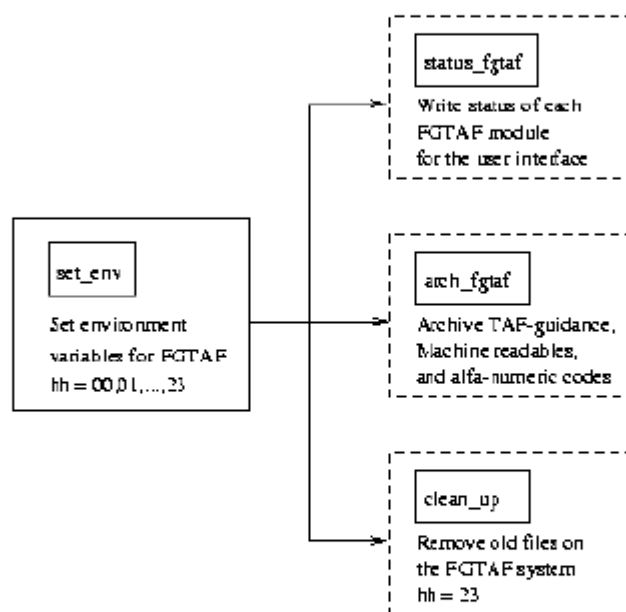 status_fgtaf
Write status of each
FGTAF module
for the user interface
set_env
Set environment
variables for FGTAF
hh = 00,01,...,23
arch_fgtaf
Archive TAF-guidance,
Machine readables,
and alfa-numeric codes
clean_up
Remove old files on
the FGTAF system
hh = 23